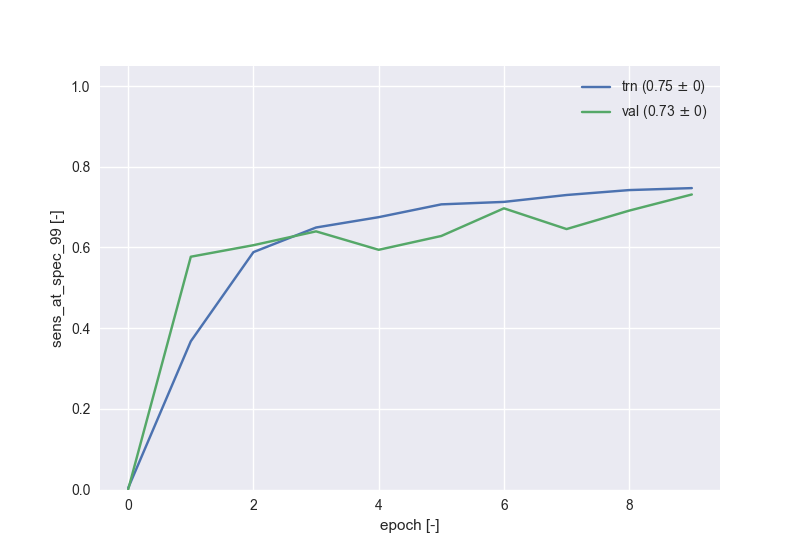 1.0
0.8
0.6
0.4
0.2
0.0
sens_at_spec_99 [-]
trn (0.75 ± 0)
val (0.73 ± 0)
0 2 4 6 8
epoch [-]